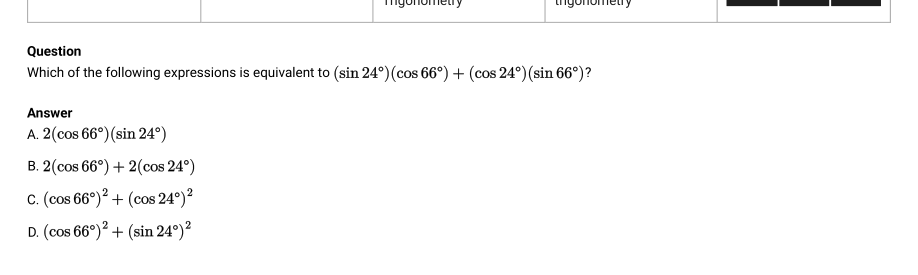 Trigonometry trigonometry
Question
Which of the following expressions is equivalent to (sin 24°)(cos 66°) + (cos 24°)(sin 66°)?
Answer
A. 2(cos 66°)(sin 24°)
B. 2(cos 66°) + 2(cos 24°)
C. (cos 66°)² + (cos 24°)²
D. (cos 66°)² + (sin 24°)²